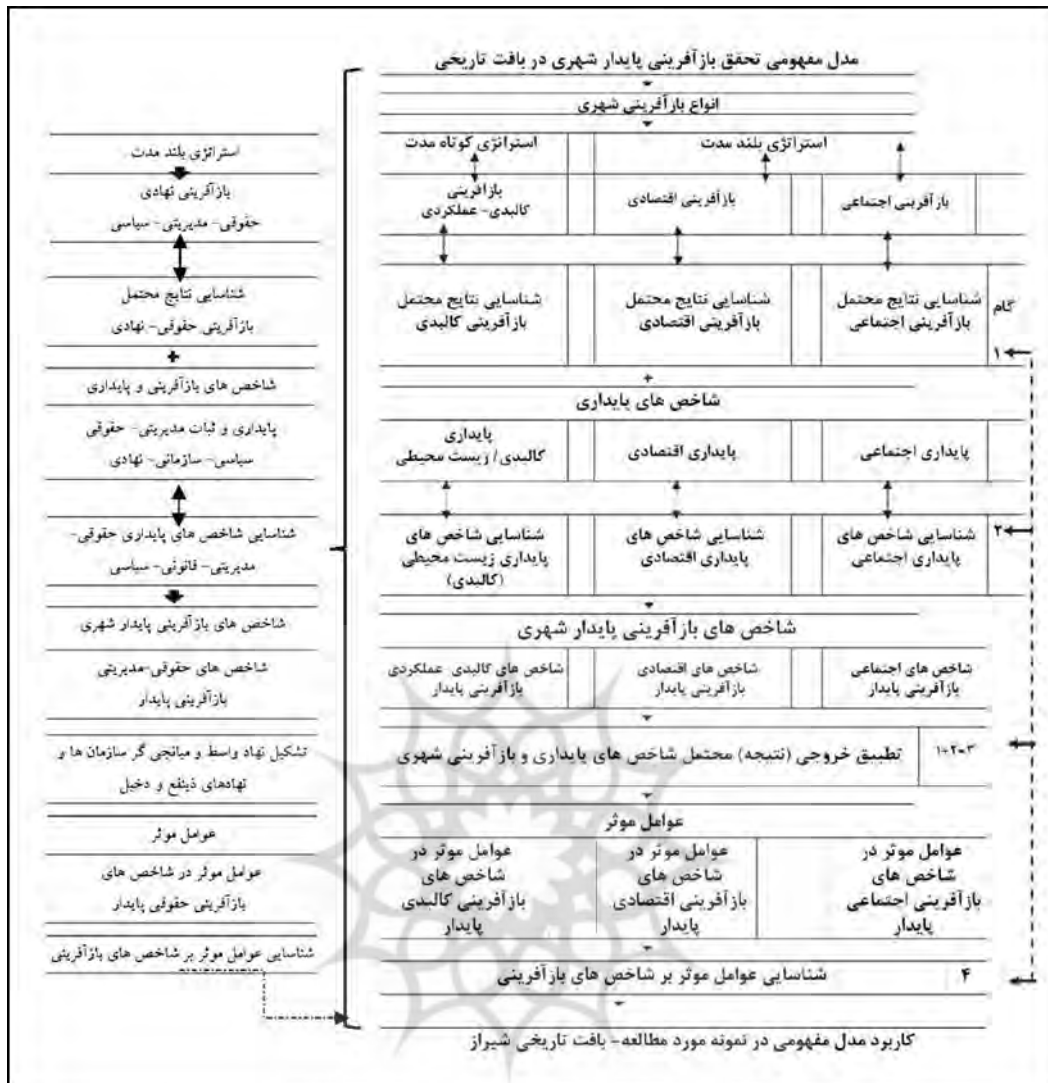 مدل مفهومی تحقق بازآفرینی پایدار شهری در بافت تاریخی
انواع بازآفرینی شهری
استراتژی بلند مدت
استراتژی کوتاه مدت
بازآفرینی اجتماعی
بازآفرینی اقتصادی
بازآفرینی
کالبدی- عملکردی
گام
۱
شناسایی نتایج محتمل
بازآفرینی اجتماعی
شناسایی نتایج محتمل
بازآفرینی اقتصادی
شناسایی نتایج محتمل
بازآفرینی کالبدی
+
شاخص های پایداری
پایداری اجتماعی
پایداری اقتصادی
پایداری
کالبدی/ زیست محیطی
۲
شناسایی شاخص های
پایداری اجتماعی
شناسایی شاخص های
پایداری اقتصادی
شناسایی شاخص های
پایداری زیست محیطی
(کالبدی)
شاخص های بازآفرینی پایدار شهری
شاخص های اجتماعی
بازآفرینی پایدار
شاخص های اقتصادی
بازآفرینی پایدار
شاخص های کالبدی- عملکردی
بازآفرینی پایدار
۱+۲=۳
تطبیق خروجی (نتیجه) محتمل شاخص های پایداری و بازآفرینی شهری
عوامل موثر
عوامل موثر در
شاخص های
بازآفرینی اجتماعی
پایدار
عوامل موثر در
شاخص های
بازآفرینی اقتصادی
پایدار
عوامل موثر در
شاخص های
بازآفرینی کالبدی
پایدار
۴
شناسایی عوامل موثر بر شاخص های بازآفرینی
کاربرد مدل مفهومی در نمونه مورد مطالعه- بافت تاریخی شیراز
استراتژی بلند مدت
بازآفرینی نهادی
حقوقی- مدیریتی- سیاسی
شناسایی نتایج محتمل
بازآفرینی حقوقی- نهادی
+
شاخص های بازآفرینی و پایداری
پایداری و ثبات مدیریتی- حقوقی
سیاسی- سازمانی- نهادی
شناسایی شاخص های پایداری حقوقی-
مدیریتی- قانونی- سیاسی
شاخص های بازآفرینی پایدار شهری
شاخص های حقوقی-مدیریتی
بازآفرینی پایدار
تشکیل نهاد واسط و میانجی گر سازمان ها و
نهادهای ذینفع و دخیل
عوامل موثر
عوامل موثر در شاخص های
بازآفرینی حقوقی پایدار
شناسایی عوامل موثر بر شاخص های بازآفرینی